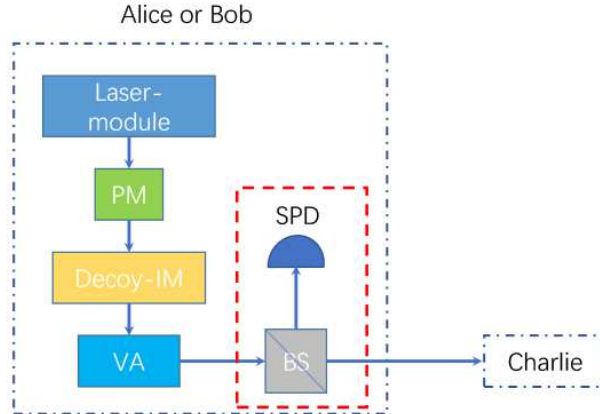 Alice or Bob
Laser-
module
PM
SPD
Decoy-IM
VA
BS
Charlie